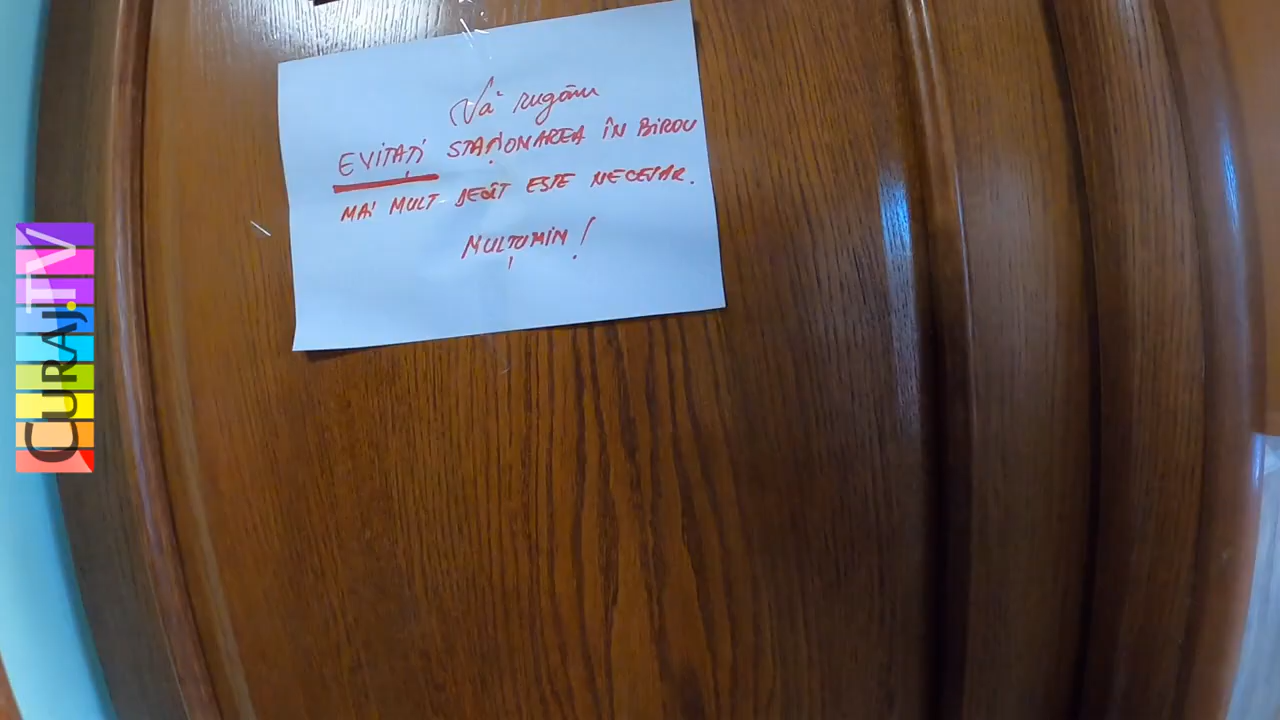 Vă rugăm
EVITAȚI STAȚIONAREA ÎN BIROU
MAI MULT DECÂT ESTE NECESAR.
MULȚUMIM!
CURAJ.TV